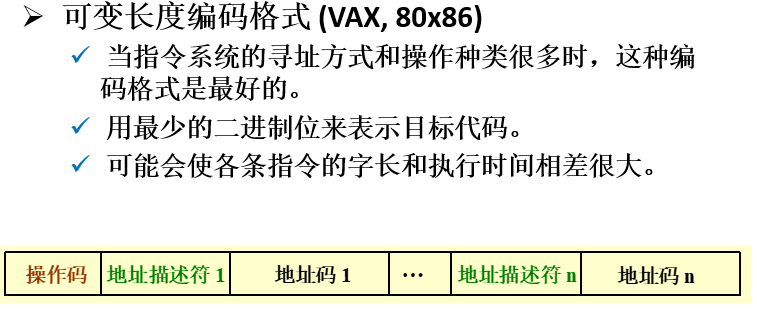 ➢ 可变长度编码格式 (VAX, 80x86)
✓ 当指令系统的寻址方式和操作种类很多时，这种编
码格式是最好的。
✓ 用最少的二进制位来表示目标代码。
✓ 可能会使各条指令的字长和执行时间相差很大。
操作码 地址描述符 1 地址码 1 … 地址描述符 n 地址码 n